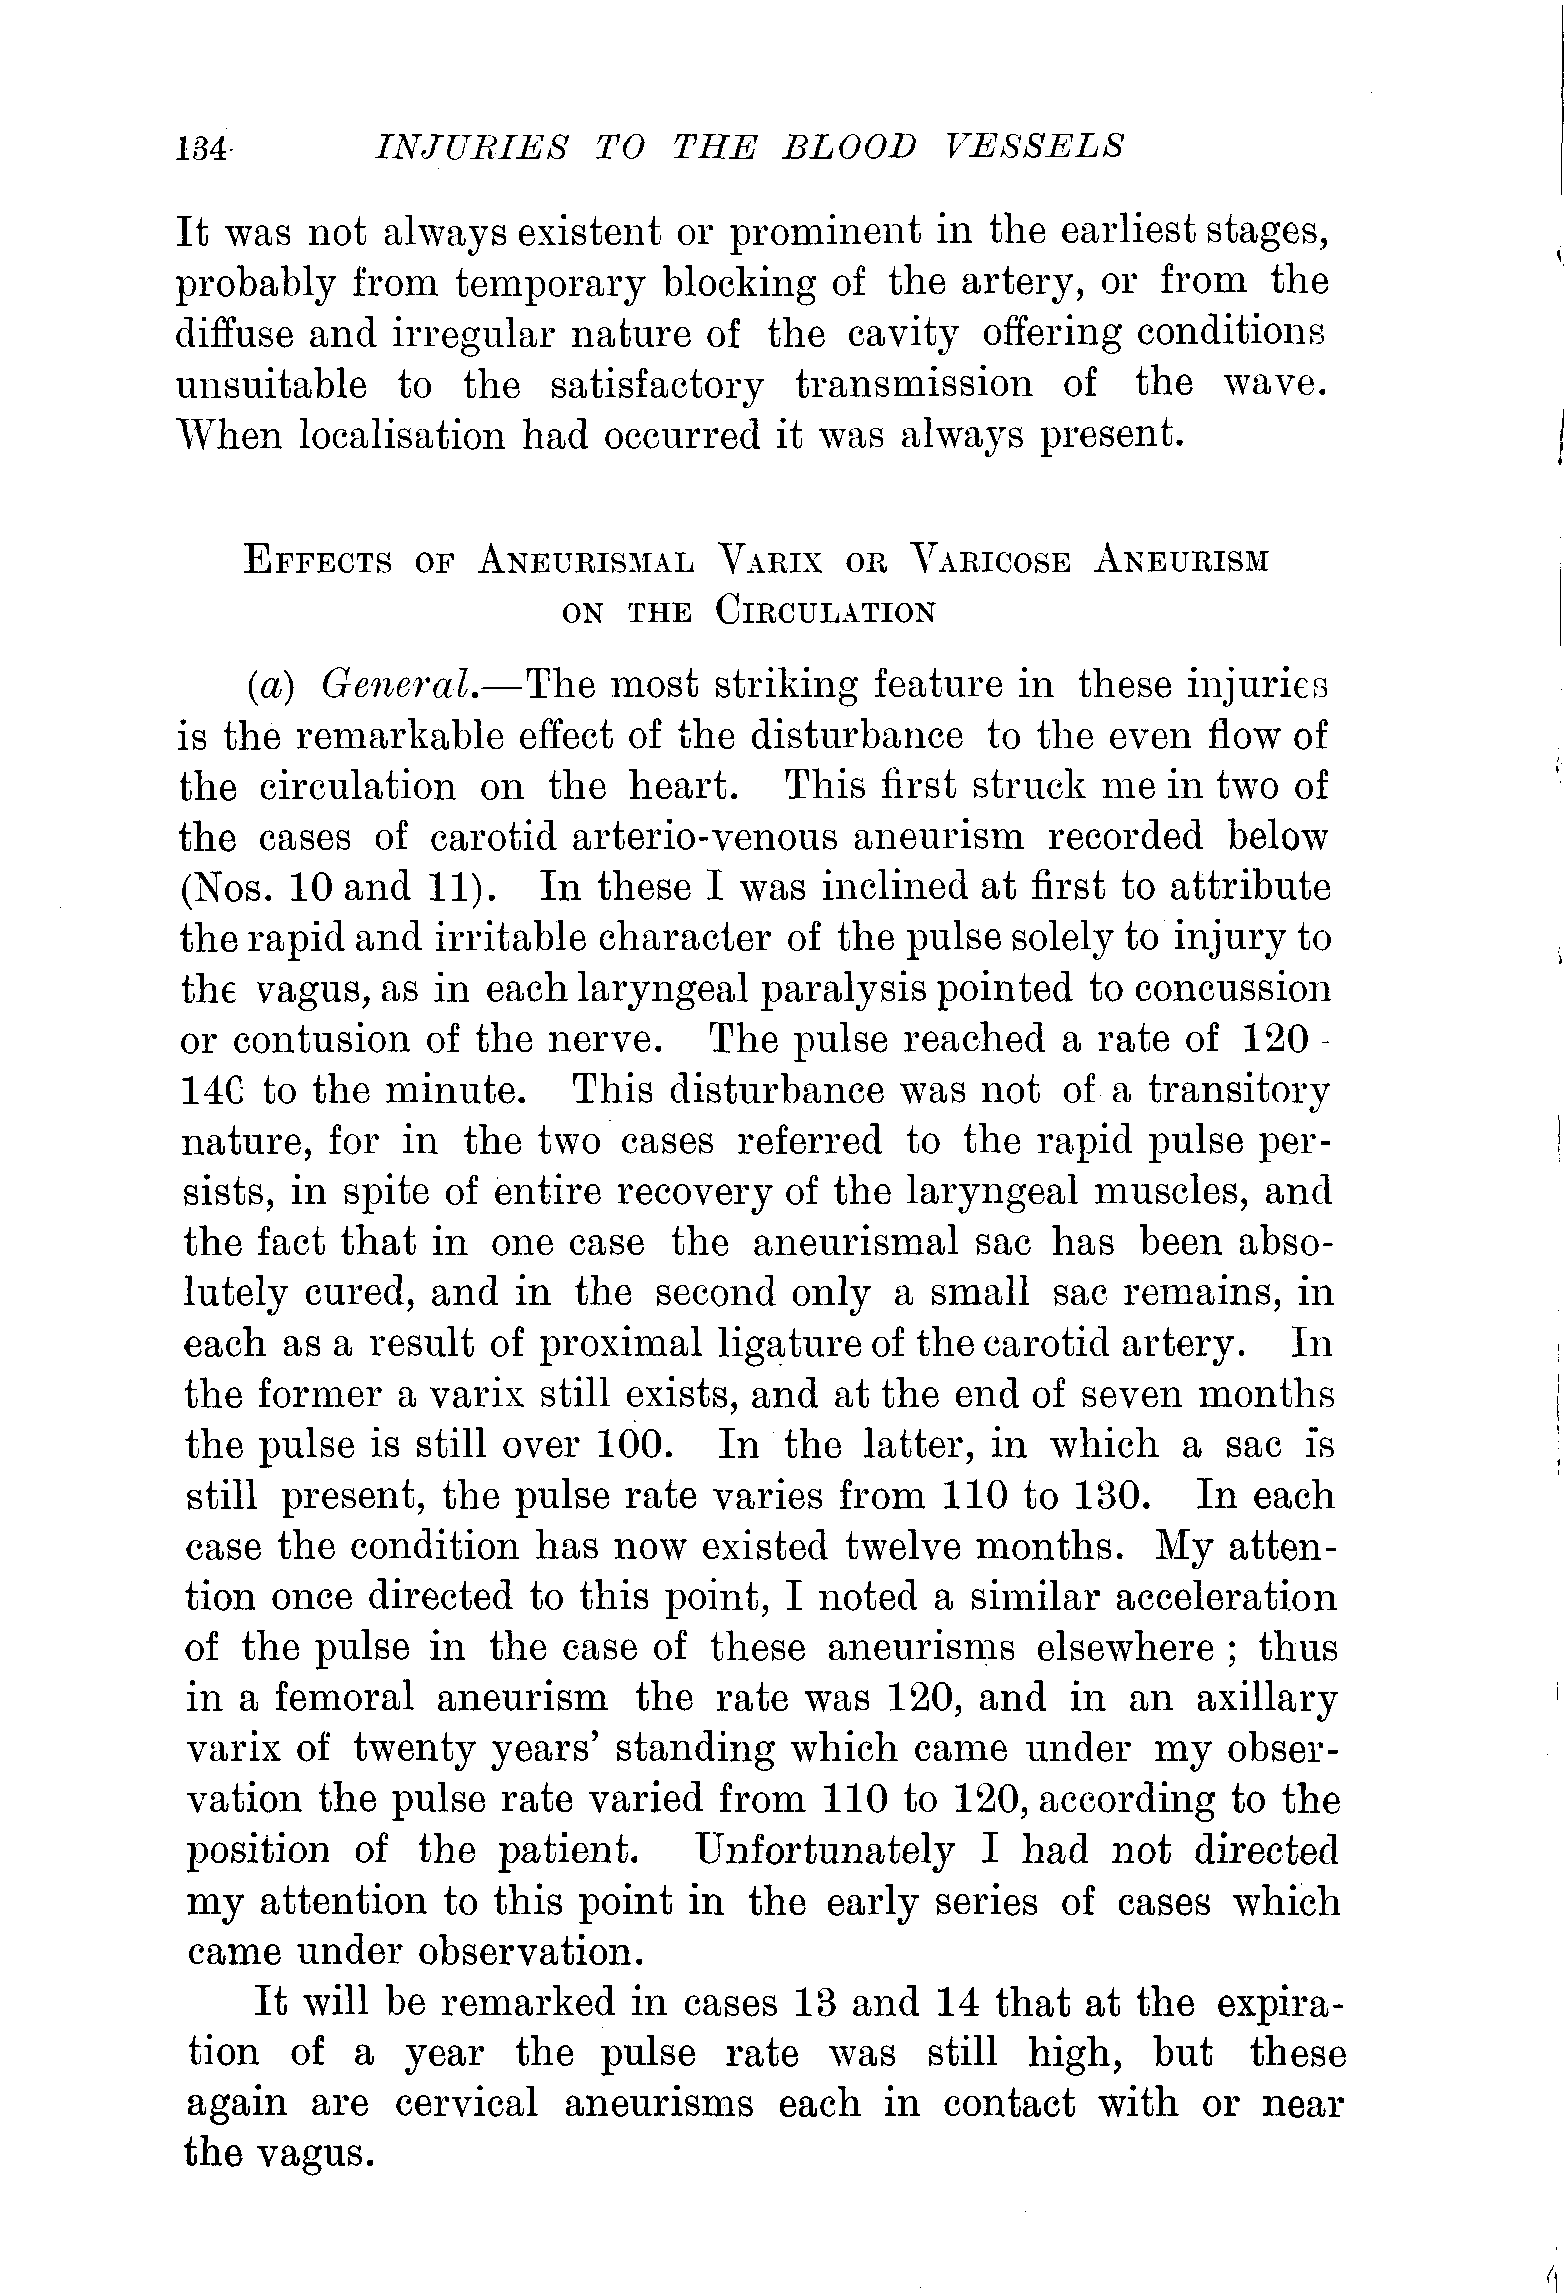 134 INJURIES TO THE BLOOD VESSELS
It was not always existent or prominent in the earliest stages,
probably from temporary blocking of the artery, or from the
diffuse and irregular nature of the cavity offering conditions
unsuitable to the satisfactory transmission of the wave.
When localisation had occurred it was always present.
EFFECTS OF ANEURISMAL VARIX OR VARICOSE ANEURISM
ON THE CIRCULATION
(a) General.—The most striking feature in these injuries
is the remarkable effect of the disturbance to the even flow of
the circulation on the heart. This first struck me in two of
the cases of carotid arterio-venous aneurism recorded below
(Nos. 10 and 11). In these I was inclined at first to attribute
the rapid and irritable character of the pulse solely to injury to
the vagus, as in each laryngeal paralysis pointed to concussion
or contusion of the nerve. The pulse reached a rate of 120-
140 to the minute. This disturbance was not of a transitory
nature, for in the two cases referred to the rapid pulse per-
sists, in spite of entire recovery of the laryngeal muscles, and
the fact that in one case the aneurismal sac has been abso-
lutely cured, and in the second only a small sac remains, in
each as a result of proximal ligature of the carotid artery. In
the former a varix still exists, and at the end of seven months
the pulse is still over 100. In the latter, in which a sac is
still present, the pulse rate varies from 110 to 130. In each
case the condition has now existed twelve months. My atten-
tion once directed to this point, I noted a similar acceleration
of the pulse in the case of these aneurisms elsewhere ; thus
in a femoral aneurism the rate was 120, and in an axillary
varix of twenty years' standing which came under my obser-
vation the pulse rate varied from 110 to 120, according to the
position of the patient. Unfortunately I had not directed
my attention to this point in the early series of cases which
came under observation.
It will be remarked in cases 13 and 14 that at the expira-
tion of a year the pulse rate was still high, but these
again are cervical aneurisms each in contact with or near
the vagus.